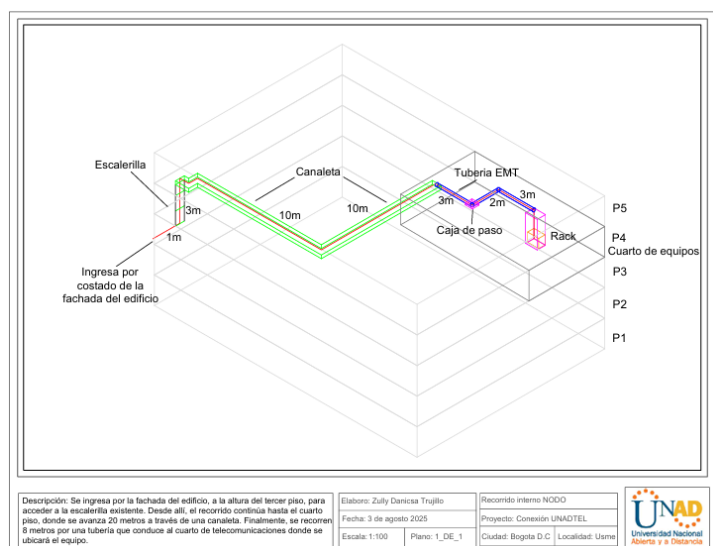 Escalerilla
Canaleta
Tuberia EMT
3m
10m
10m
3m
2m
3m
1m
Caja de paso
Rack
Ingresa por
costado de la
fachada del edificio
P5
P4
Cuarto de equipos
P3
P2
P1
Descripción: Se ingresa por la fachada del edificio, a la altura del tercer piso, para
acceder a la escalerilla existente. Desde allí, el recorrido continúa hasta el cuarto
piso, donde se avanza 20 metros a través de una canaleta. Finalmente, se recorren
8 metros por una tubería que conduce al cuarto de telecomunicaciones donde se
ubicará el equipo.
Elaboro: Zully Danicsa Trujillo
Fecha: 3 de agosto 2025
Escala: 1:100
Plano: 1_DE_1
Recorrido interno NODO
Proyecto: Conexión UNADTEL
Ciudad: Bogota D.C
Localidad: Usme
UNAD
Universidad Nacional
Abierta y a Distancia